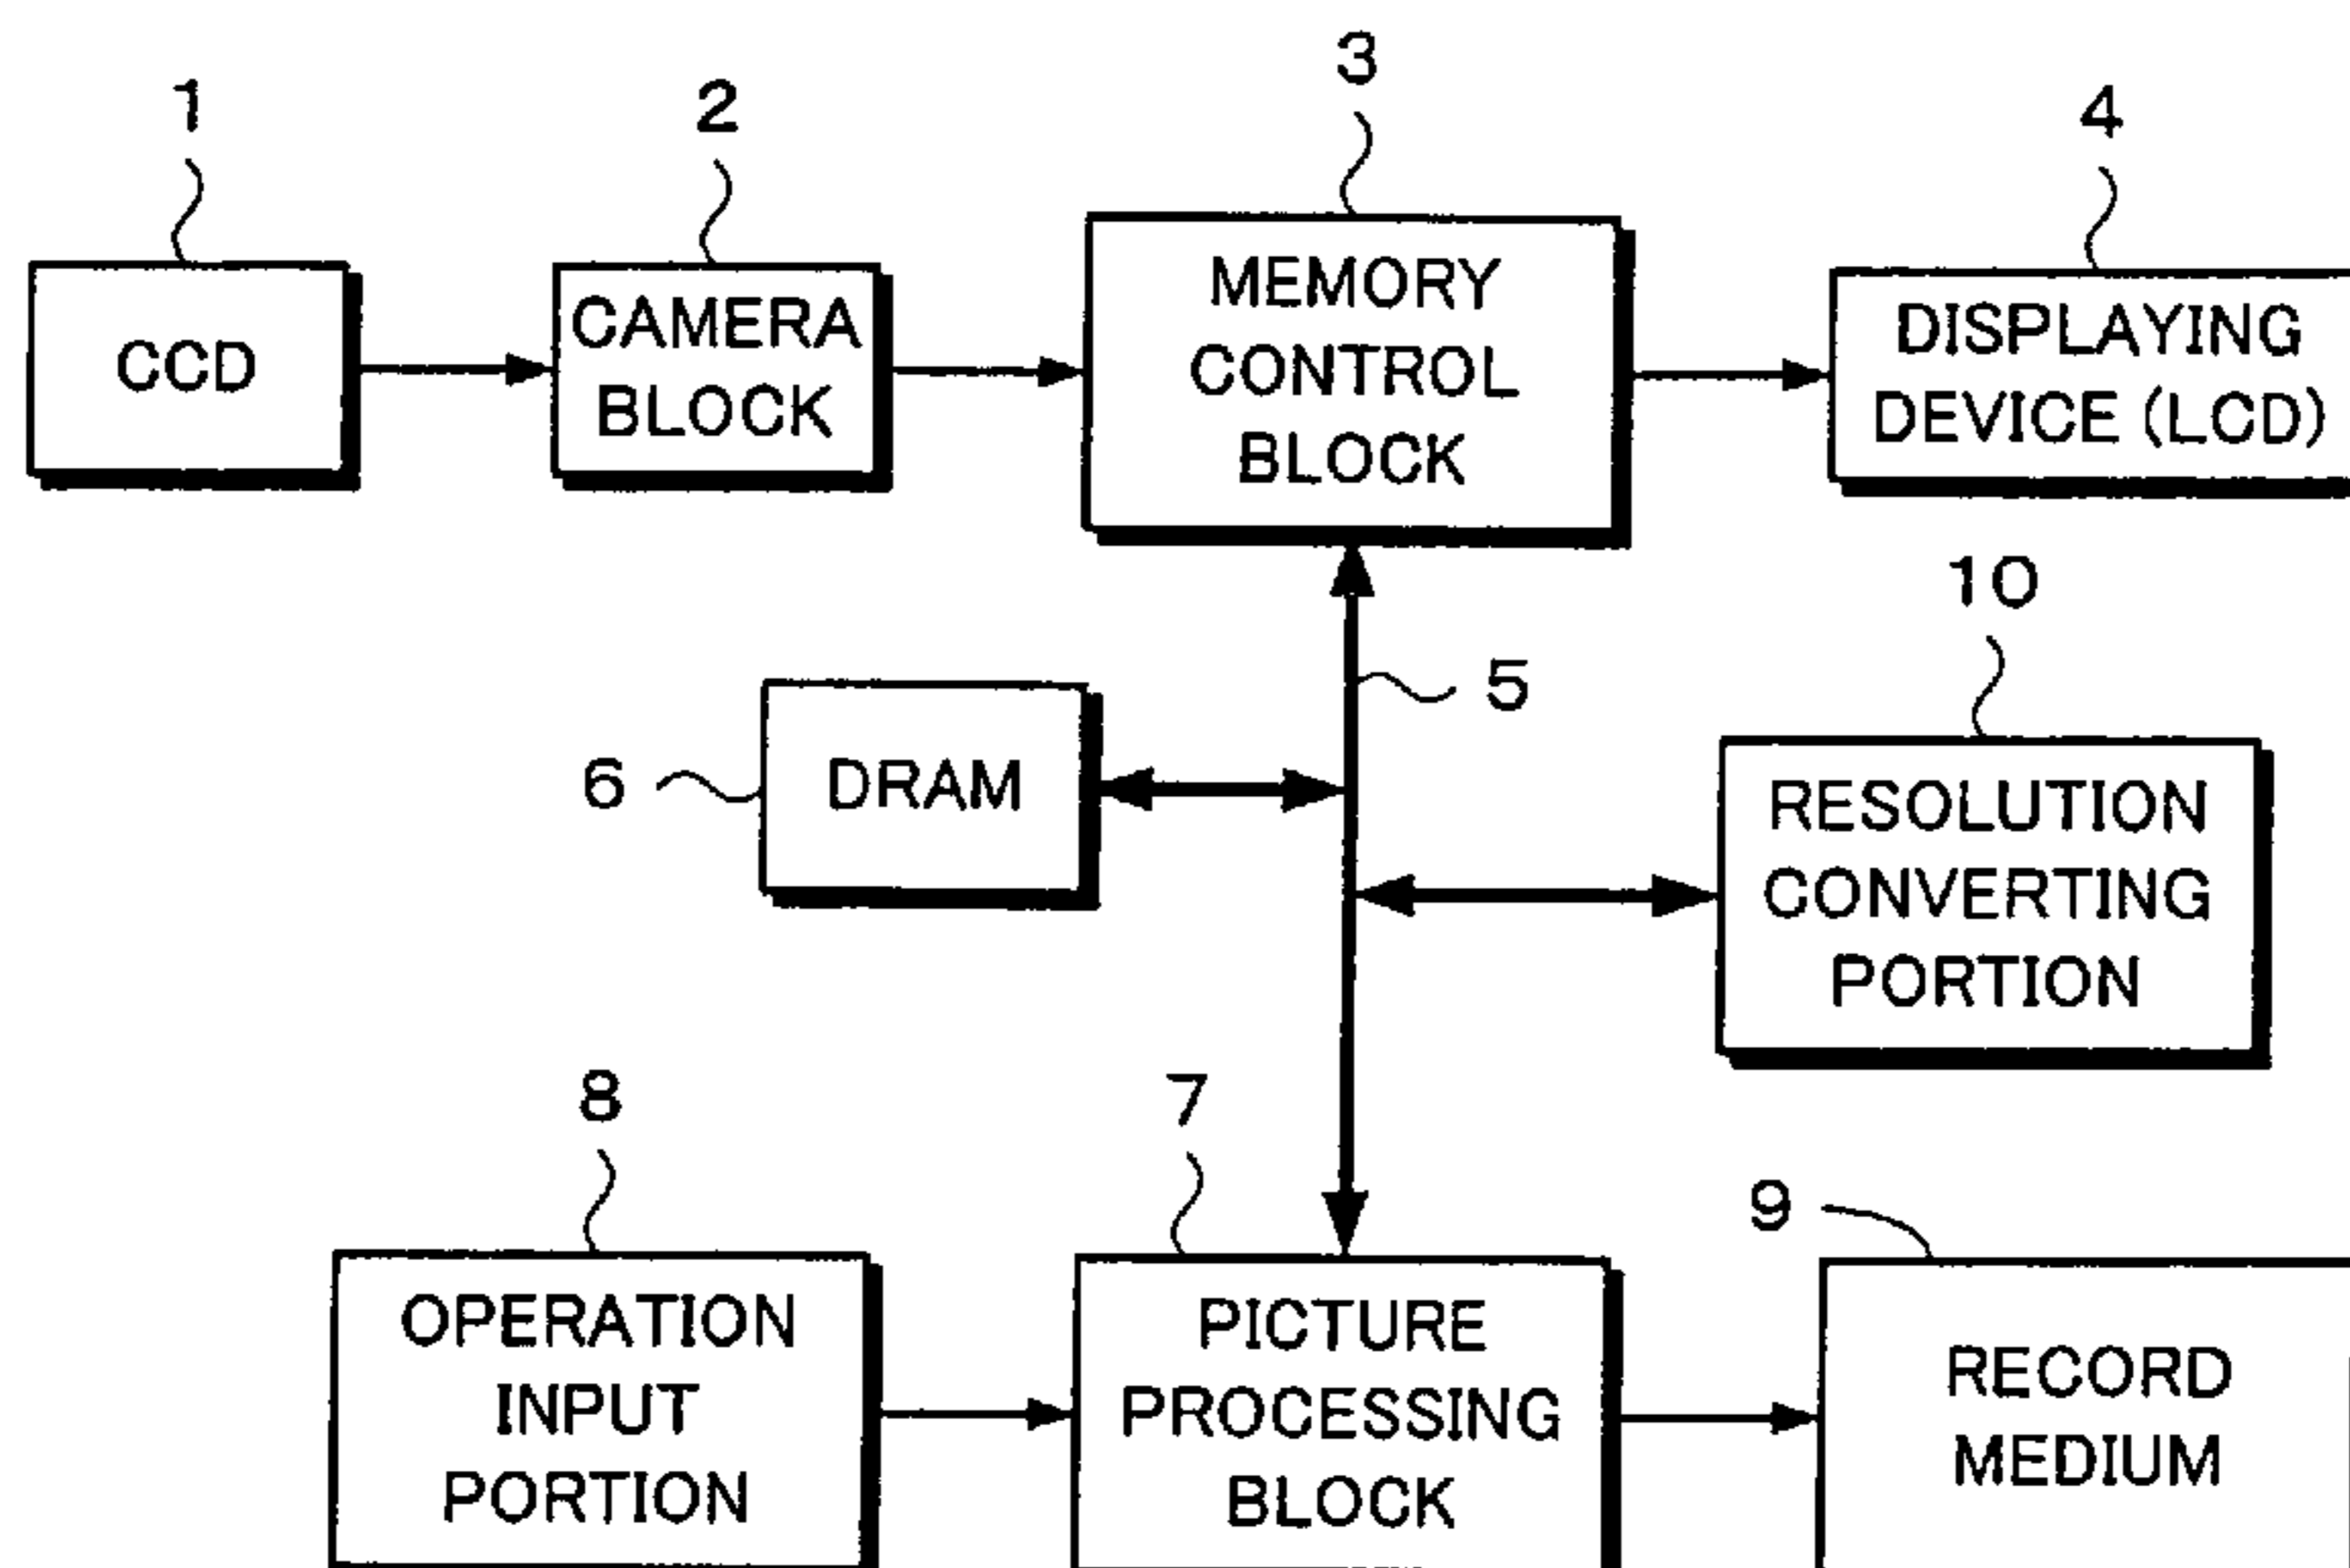 3
1
2
4
MEMORY
CONTROL
BLOCK
CCD
CAMERA
BLOCK
DISPLAYING
DEVICE (LCD)
10
5
6
DRAM
RESOLUTION
CONVERTING
PORTION
8
7
9
OPERATION
INPUT
PORTION
PICTURE
PROCESSING
BLOCK
RECORD
MEDIUM